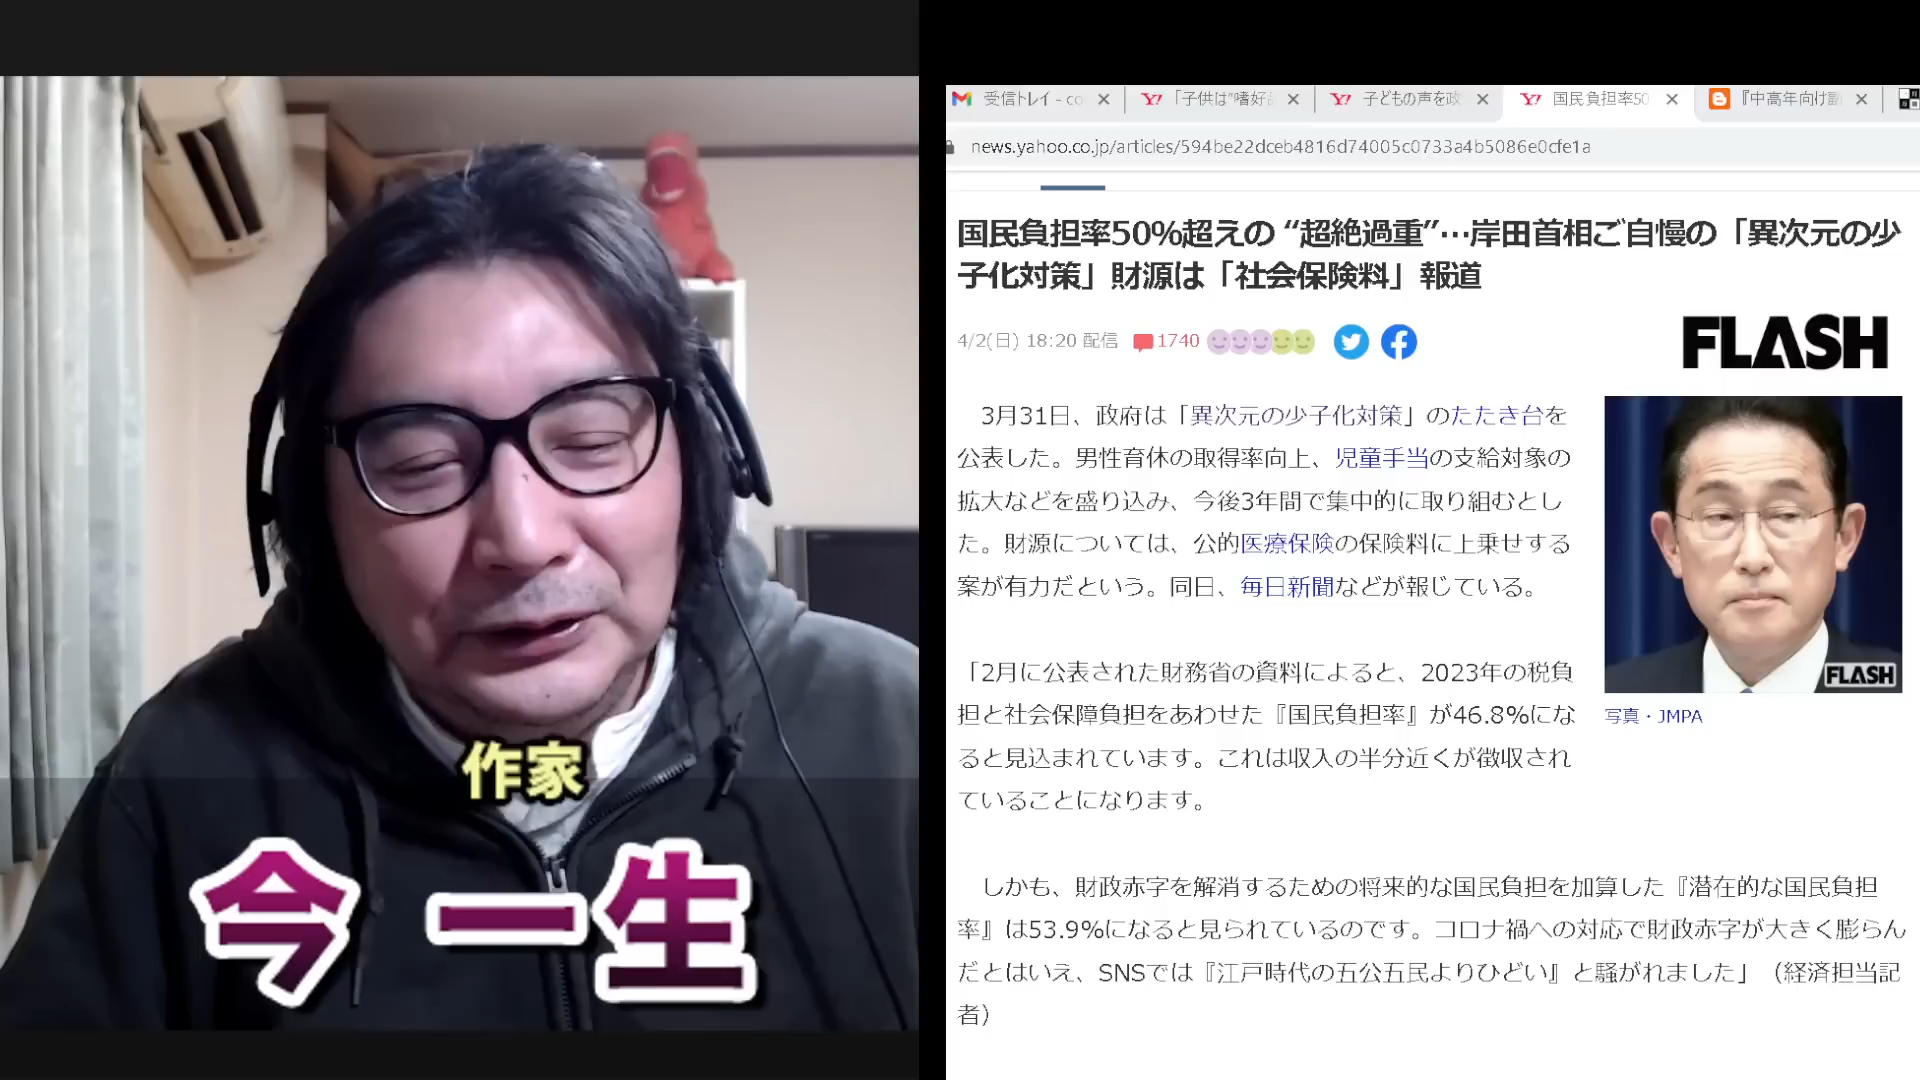 作家
今 一生
受信トレイ - co
「子供は"嗜好品
子どもの声を政
国民負担率50
『中高年向け副
news.yahoo.co.jp/articles/594be22dceb4816d74005c0733a4b5086e0cfe1a
国民負担率50%超えの “超絶過重”…岸田首相ご自慢の「異次元の少
子化対策」財源は「社会保険料」報道
4/2(日) 18:20 配信
1740
FLASH
3月31日、政府は「異次元の少子化対策」のたたき台を
公表した。男性育休の取得率向上、児童手当の支給対象の
拡大などを盛り込み、今後3年間で集中的に取り組むとし
た。財源については、公的医療保険の保険料に上乗せする
案が有力だという。同日、毎日新聞などが報じている。
FLASH
写真・JMPA
「2月に公表された財務省の資料によると、2023年の税負
担と社会保障負担をあわせた『国民負担率』が46.8%にな
ると見込まれています。これは収入の半分近くが徴収され
ていることになります。
しかも、財政赤字を解消するための将来的な国民負担を加算した『潜在的な国民負担
率』は53.9%になると見られているのです。コロナ禍への対応で財政赤字が大きく膨らん
だとはいえ、SNSでは『江戸時代の五公五民よりひどい』と騒がれました」（経済担当記
者）